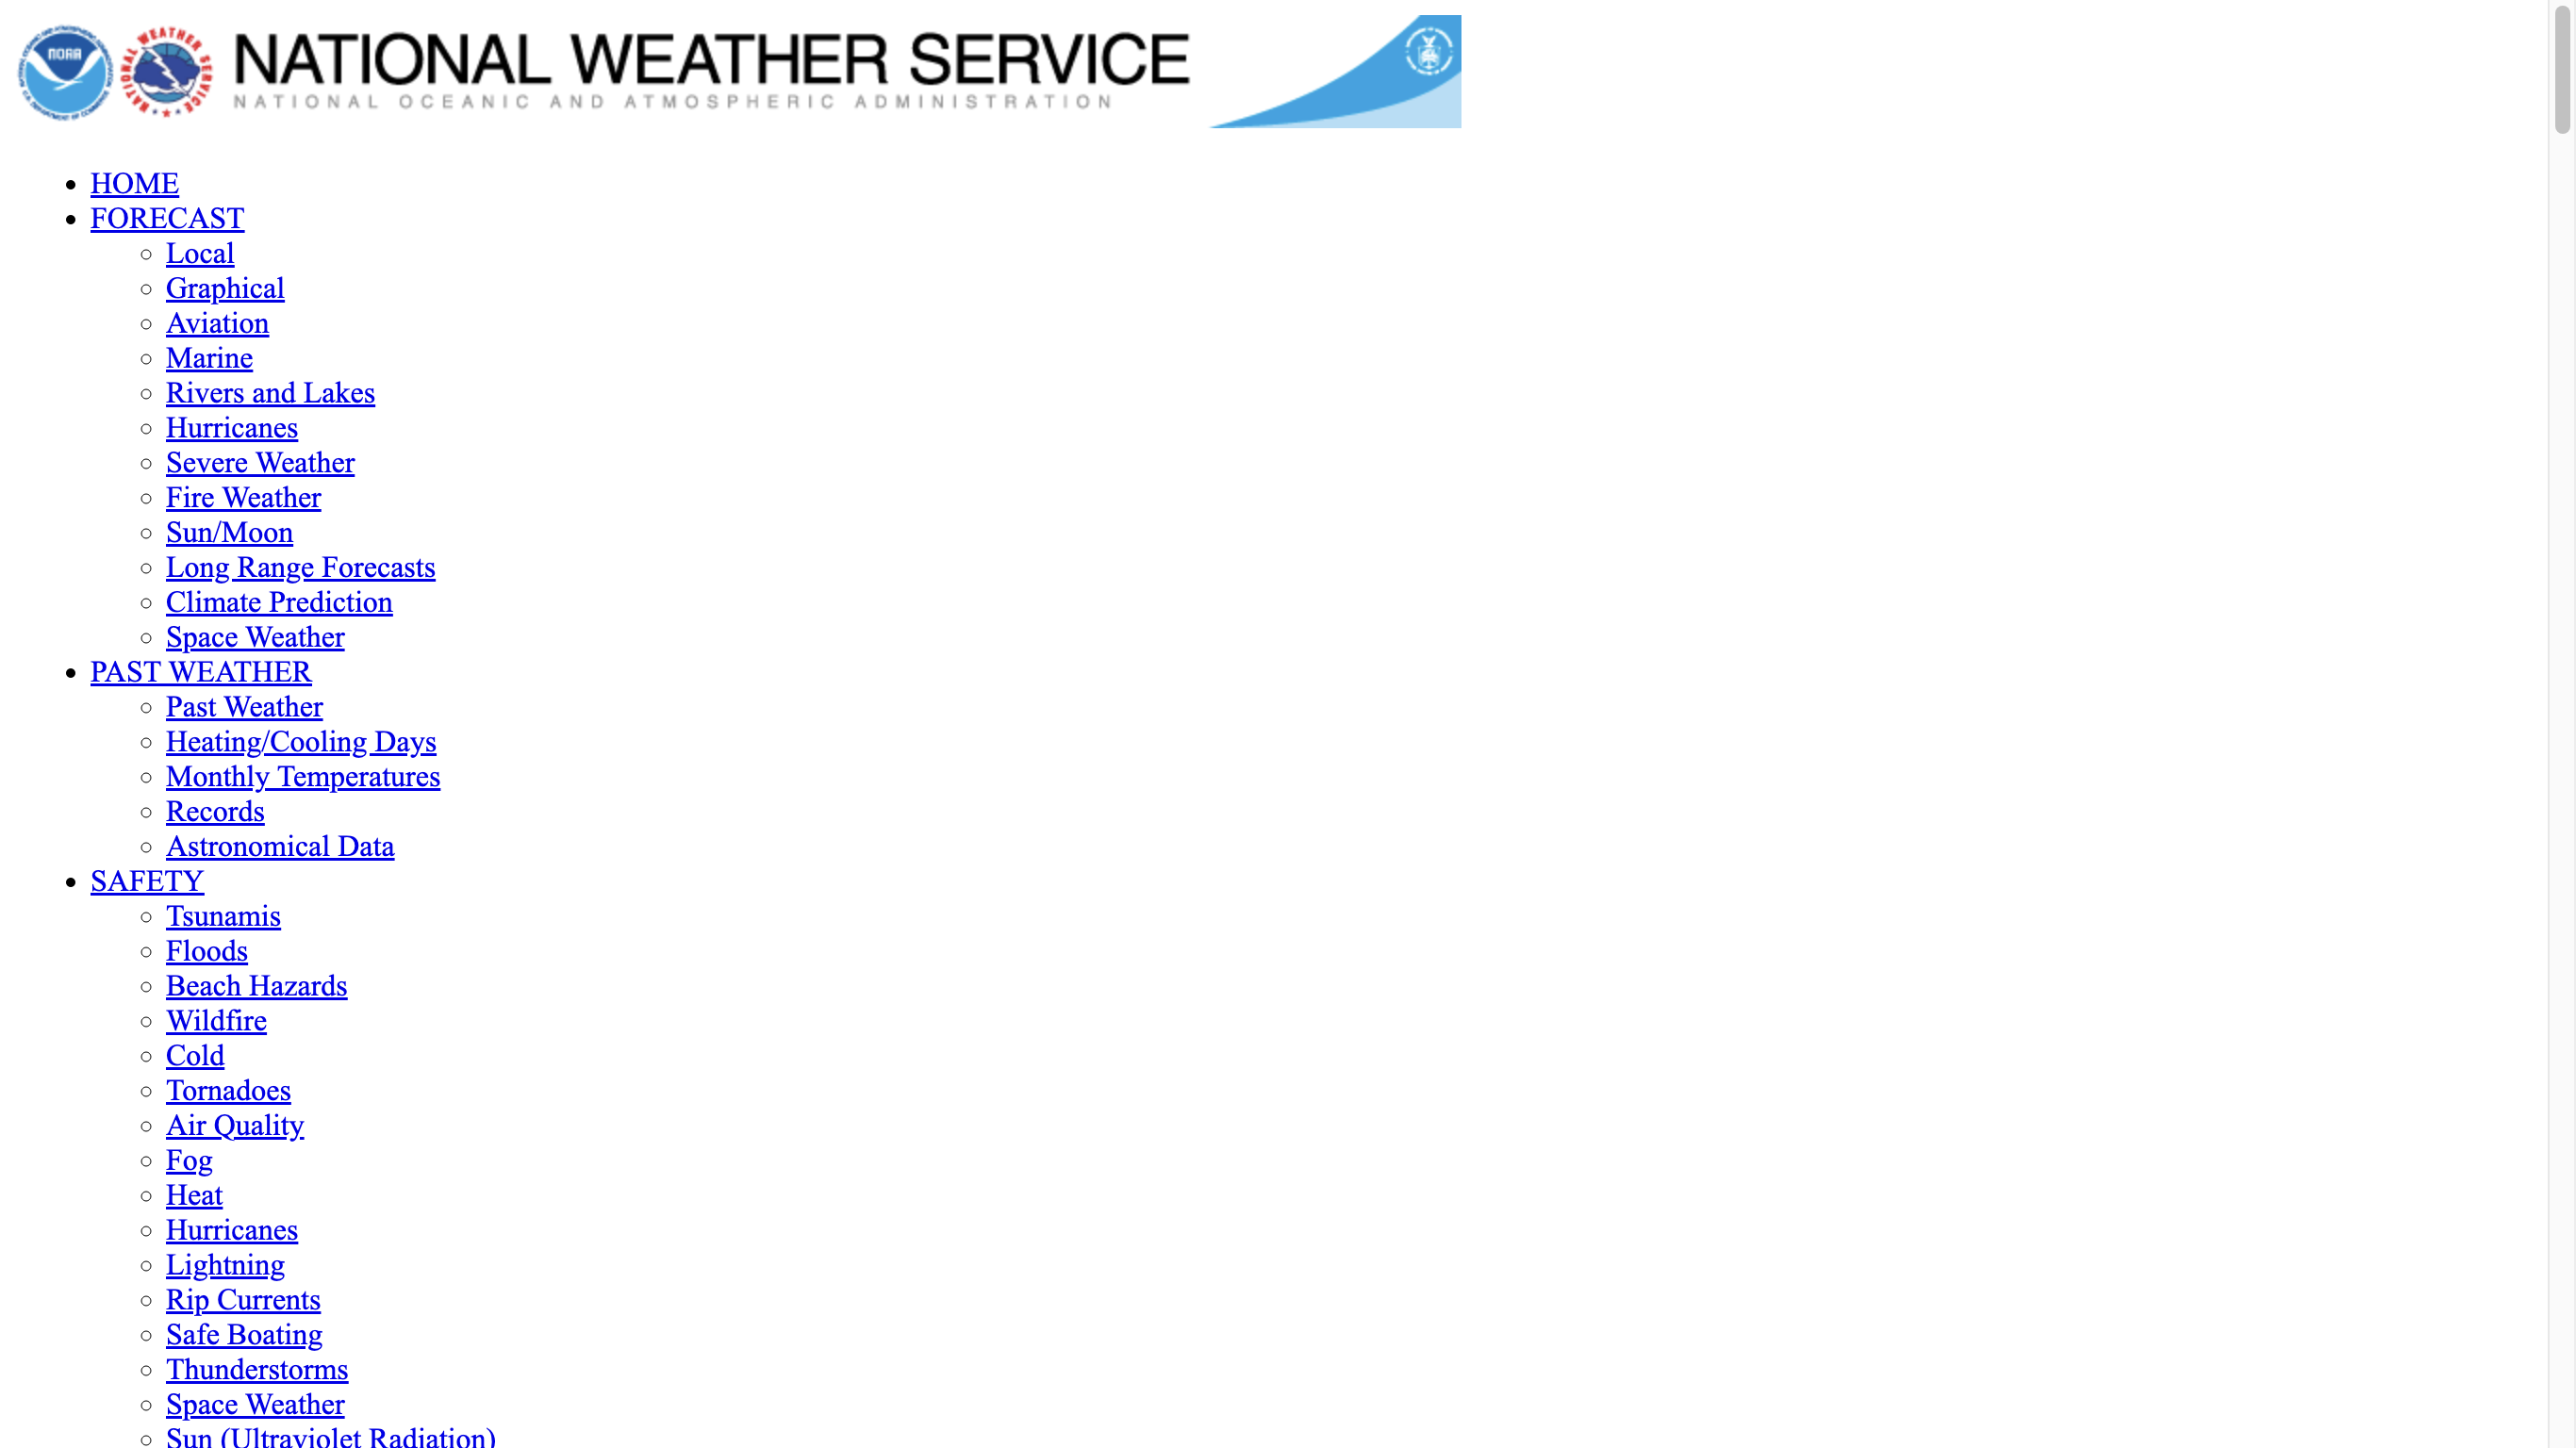 NOAA
NATIONAL WEATHER SERVICE
NATIONAL WEATHER SERVICE
NATIONAL OCEANIC AND ATMOSPHERIC ADMINISTRATION
HOME
FORECAST
Local
Graphical
Aviation
Marine
Rivers and Lakes
Hurricanes
Severe Weather
Fire Weather
Sun/Moon
Long Range Forecasts
Climate Prediction
Space Weather
PAST WEATHER
Past Weather
Heating/Cooling Days
Monthly Temperatures
Records
Astronomical Data
SAFETY
Tsunamis
Floods
Beach Hazards
Wildfire
Cold
Tornadoes
Air Quality
Fog
Heat
Hurricanes
Lightning
Rip Currents
Safe Boating
Thunderstorms
Space Weather
Sun (Ultraviolet Radiation)